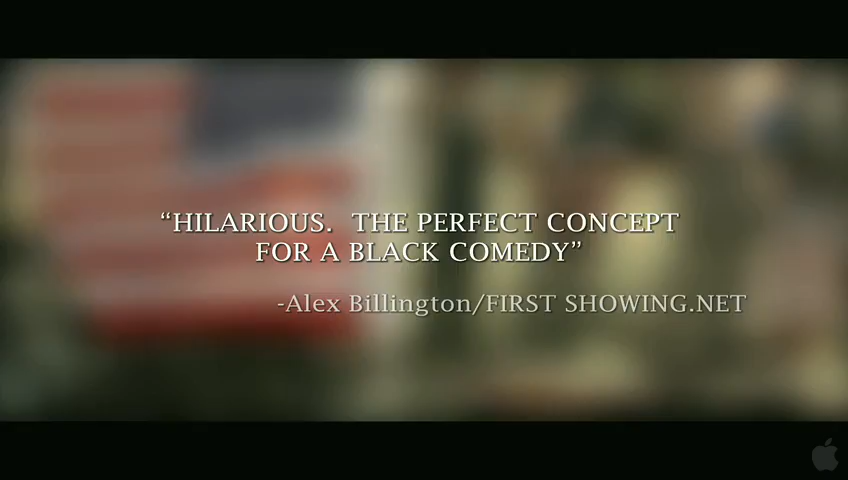 “HILARIOUS. THE PERFECT CONCEPT
FOR A BLACK COMEDY”
-Alex Billington/FIRST SHOWING.NET